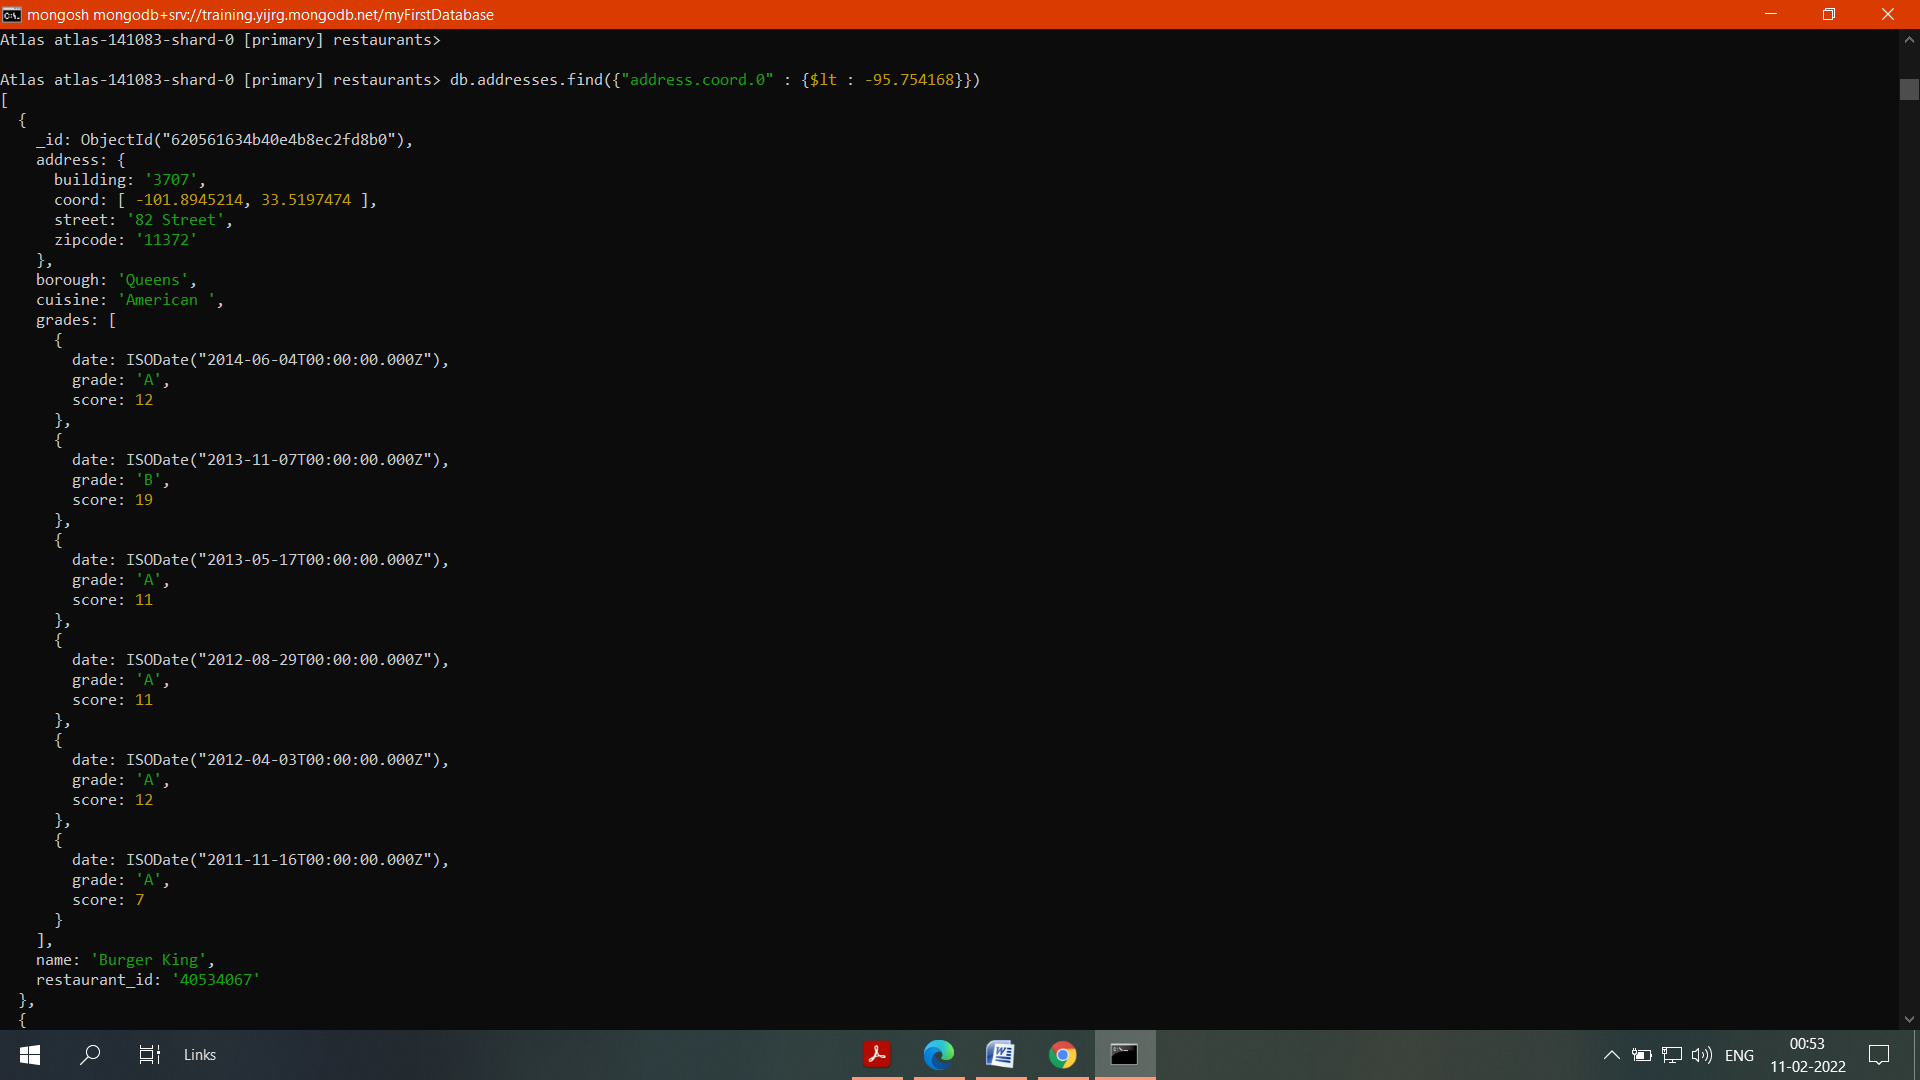 mongosh mongodb+srv://training.yijrg.mongodb.net/myFirstDatabase
Atlas atlas-141083-shard-0 [primary] restaurants>
Atlas atlas-141083-shard-0 [primary] restaurants> db.addresses.find({"address.coord.0" : {$lt : -95.754168}})
[
  {
    _id: ObjectId("620561634b40e4b8ec2fd8b0"),
    address: {
      building: '3707',
      coord: [ -101.8945214, 33.5197474 ],
      street: '82 Street',
      zipcode: '11372'
    },
    borough: 'Queens',
    cuisine: 'American ',
    grades: [
      {
        date: ISODate("2014-06-04T00:00:00.000Z"),
        grade: 'A',
        score: 12
      },
      {
        date: ISODate("2013-11-07T00:00:00.000Z"),
        grade: 'B',
        score: 19
      },
      {
        date: ISODate("2013-05-17T00:00:00.000Z"),
        grade: 'A',
        score: 11
      },
      {
        date: ISODate("2012-08-29T00:00:00.000Z"),
        grade: 'A',
        score: 11
      },
      {
        date: ISODate("2012-04-03T00:00:00.000Z"),
        grade: 'A',
        score: 12
      },
      {
        date: ISODate("2011-11-16T00:00:00.000Z"),
        grade: 'A',
        score: 7
      }
    ],
    name: 'Burger King',
    restaurant_id: '40534067'
  },
  {
Links
ENG
00:53
11-02-2022